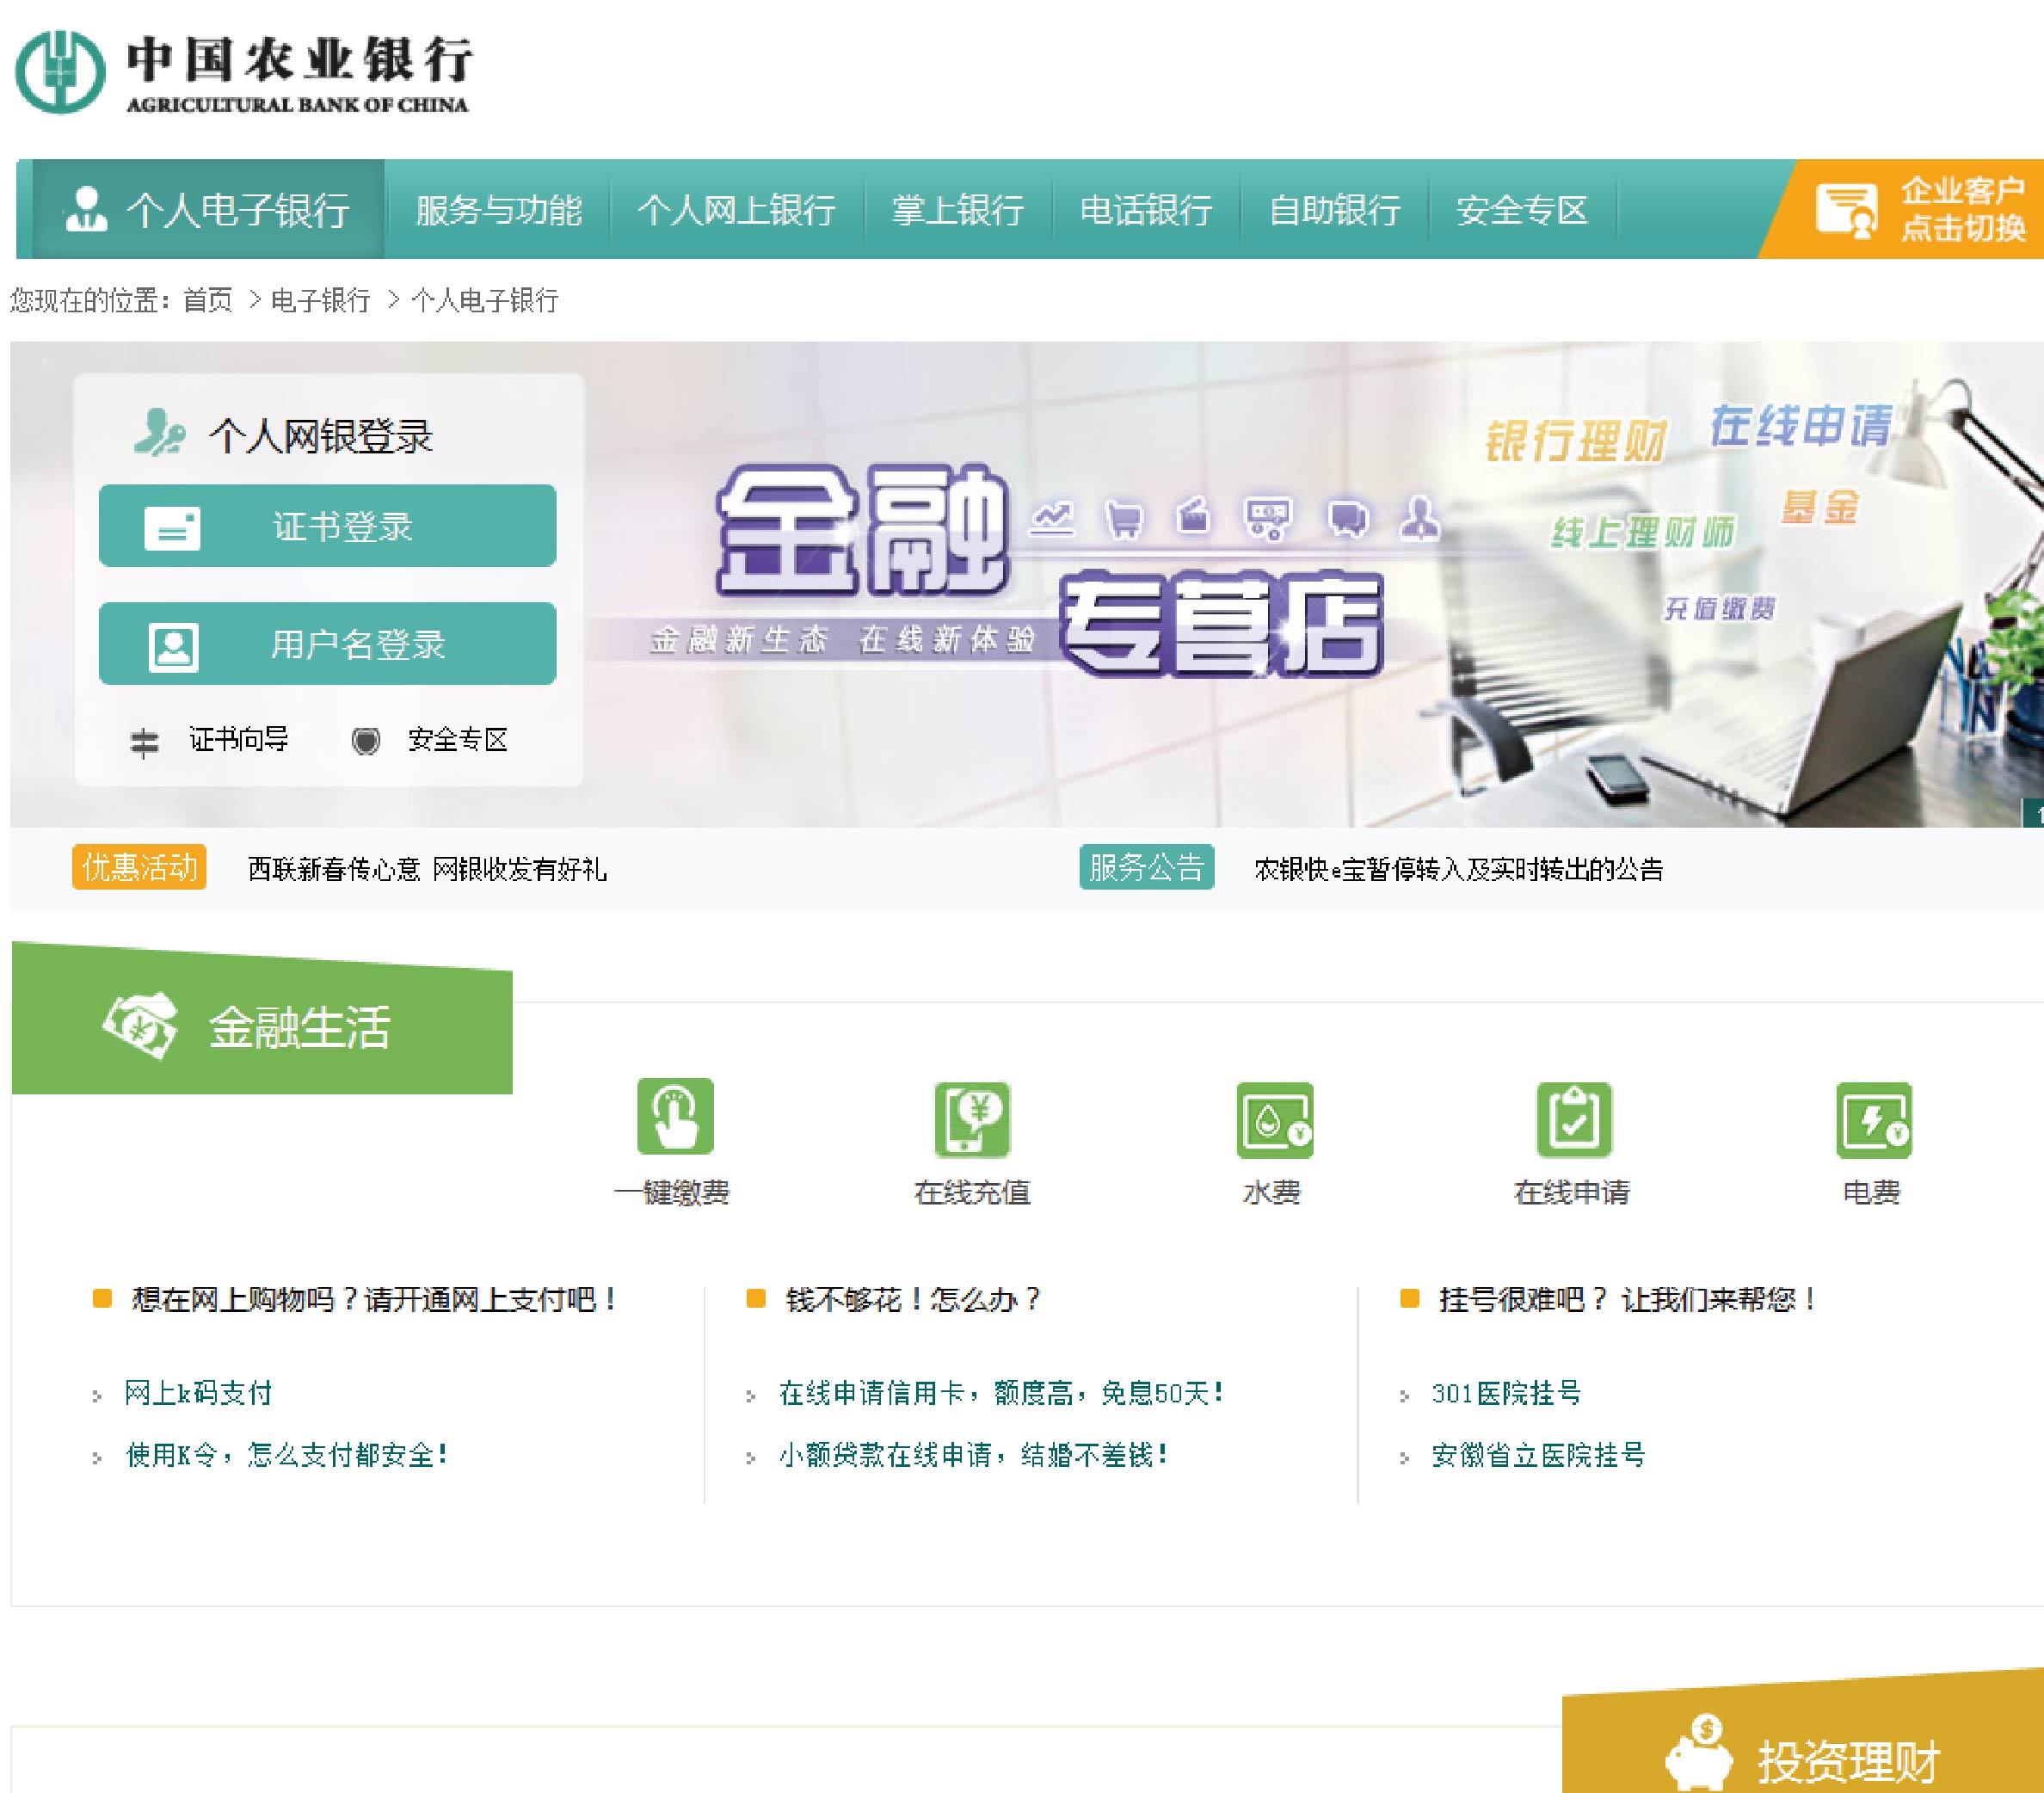 中国农业银行
AGRICULTURAL BANK OF CHINA
个人电子银行 服务与功能 个人网上银行 掌上银行 电话银行 自助银行 安全专区
企业客户
点击切换
您现在的位置：首页 > 电子银行 > 个人电子银行
个人网银登录
证书登录
用户名登录
证书向导 安全专区
金融
专营店
金融新生态 在线新体验
银行理财 在线申请
线上理财师 基金
充值缴费
优惠活动 西联新春传心意 网银收发有好礼
服务公告 农银快e宝暂停转入及实时转出的公告
金融生活
一键缴费 在线充值 水费 在线申请 电费
想在网上购物吗？请开通网上支付吧！
网上k码支付
使用K令，怎么支付都安全！
钱不够花！怎么办？
在线申请信用卡，额度高，免息50天！
小额贷款在线申请，结婚不差钱！
挂号很难吧？ 让我们来帮您！
301医院挂号
安徽省立医院挂号
投资理财